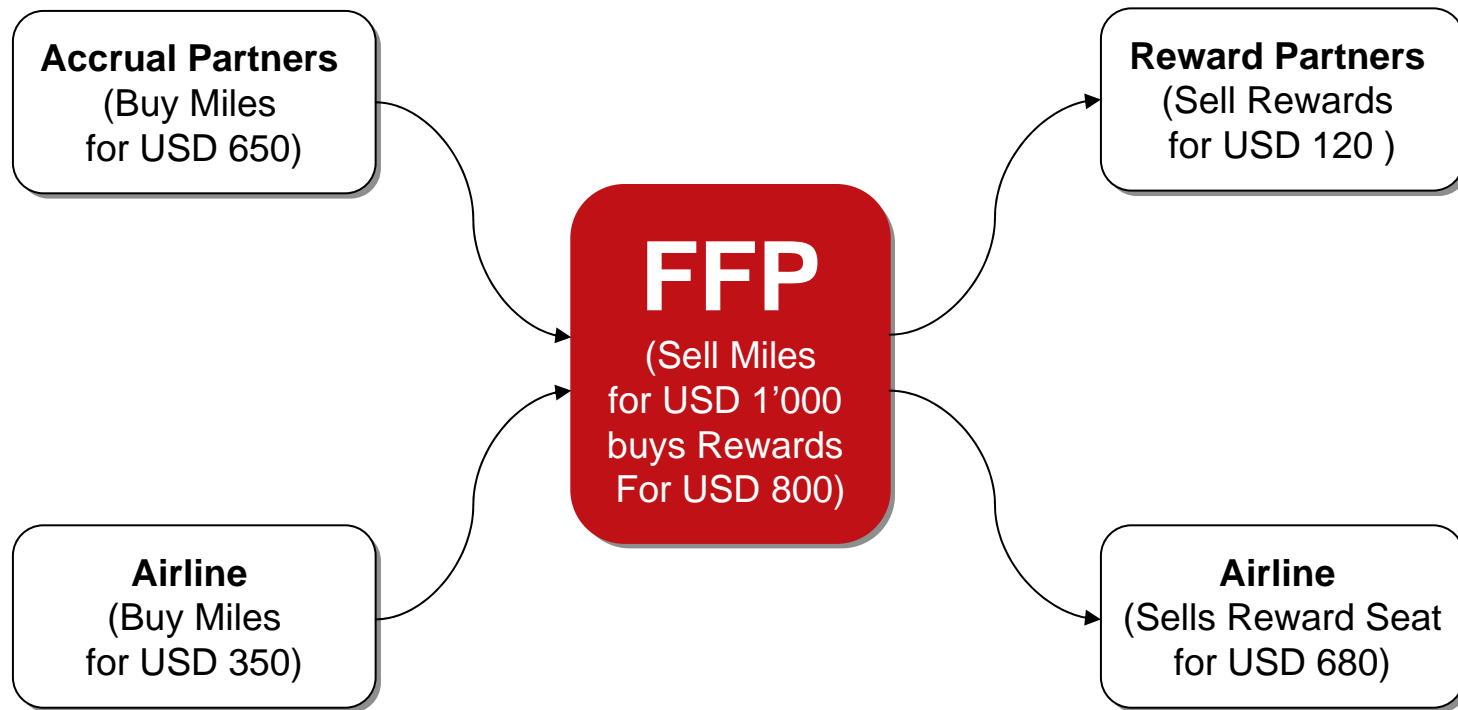 Accrual Partners
(Buy Miles
for USD 650)
Airline
(Buy Miles
for USD 350)
FFP
(Sell Miles
for USD 1’000
buys Rewards
For USD 800)
Reward Partners
(Sell Rewards
for USD 120 )
Airline
(Sells Reward Seat
for USD 680)